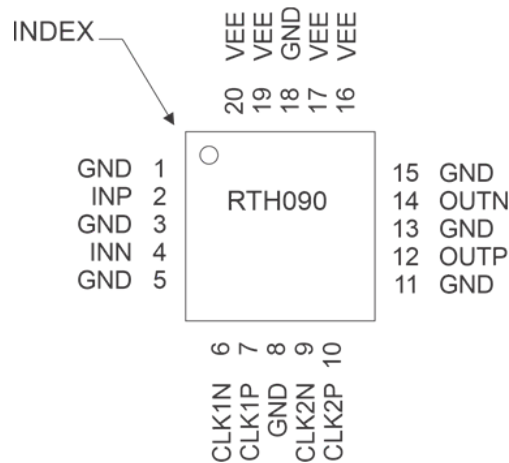 INDEX
VEE VEE GND VEE VEE
20 19 18 17 16
GND 1
INP 2
GND 3
INN 4
GND 5
RTH090
15 GND
14 OUTN
13 GND
12 OUTP
11 GND
6 7 8 9 10
CLK1N CLK1P GND CLK2N CLK2P